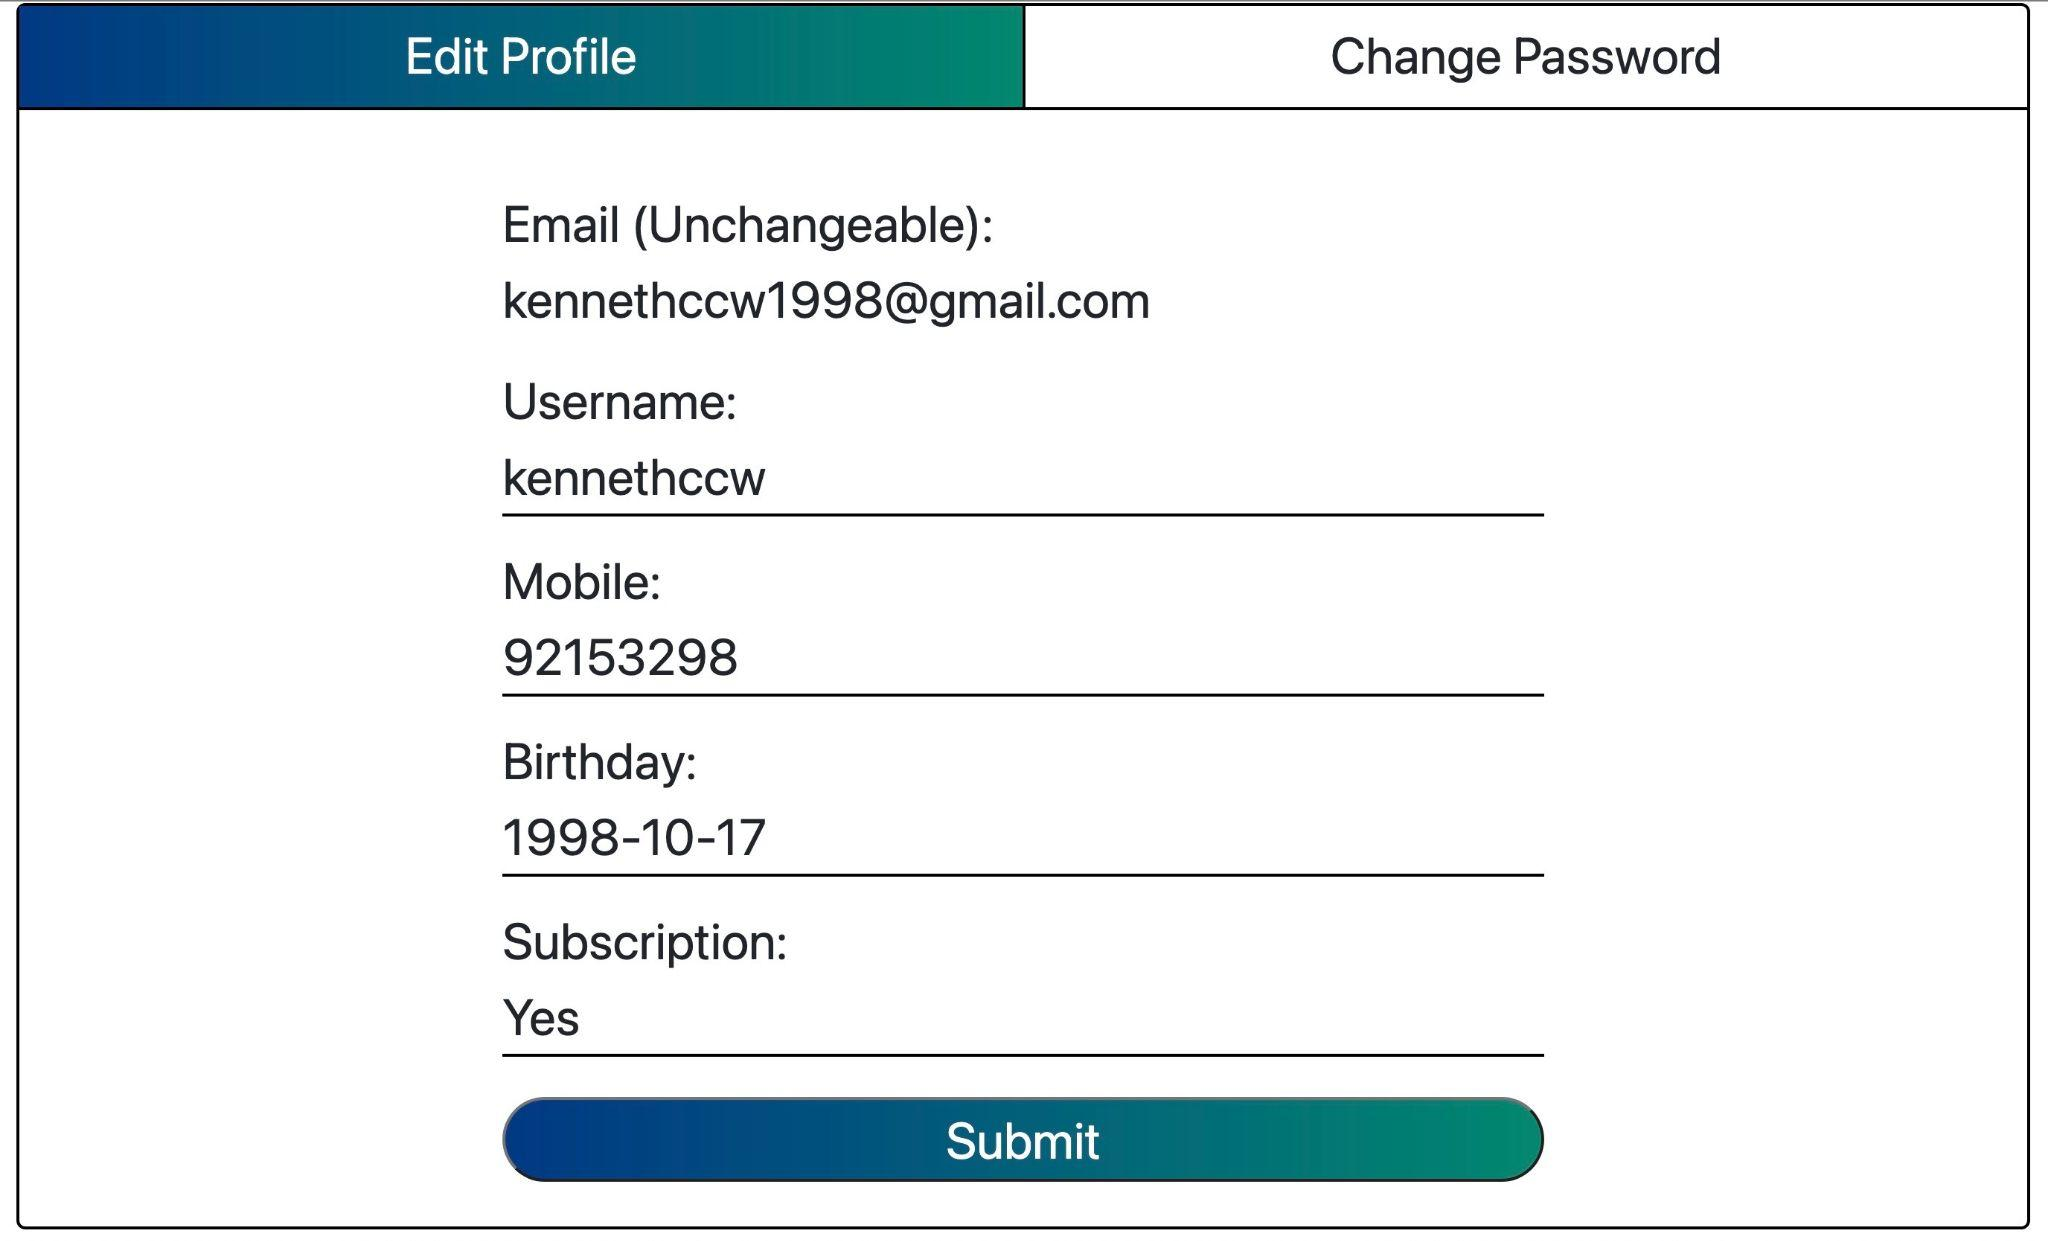 Edit Profile
Change Password
Email (Unchangeable):
kennethccw1998@gmail.com
Username:
kennethccw
Mobile:
92153298
Birthday:
1998-10-17
Subscription:
Yes
Submit